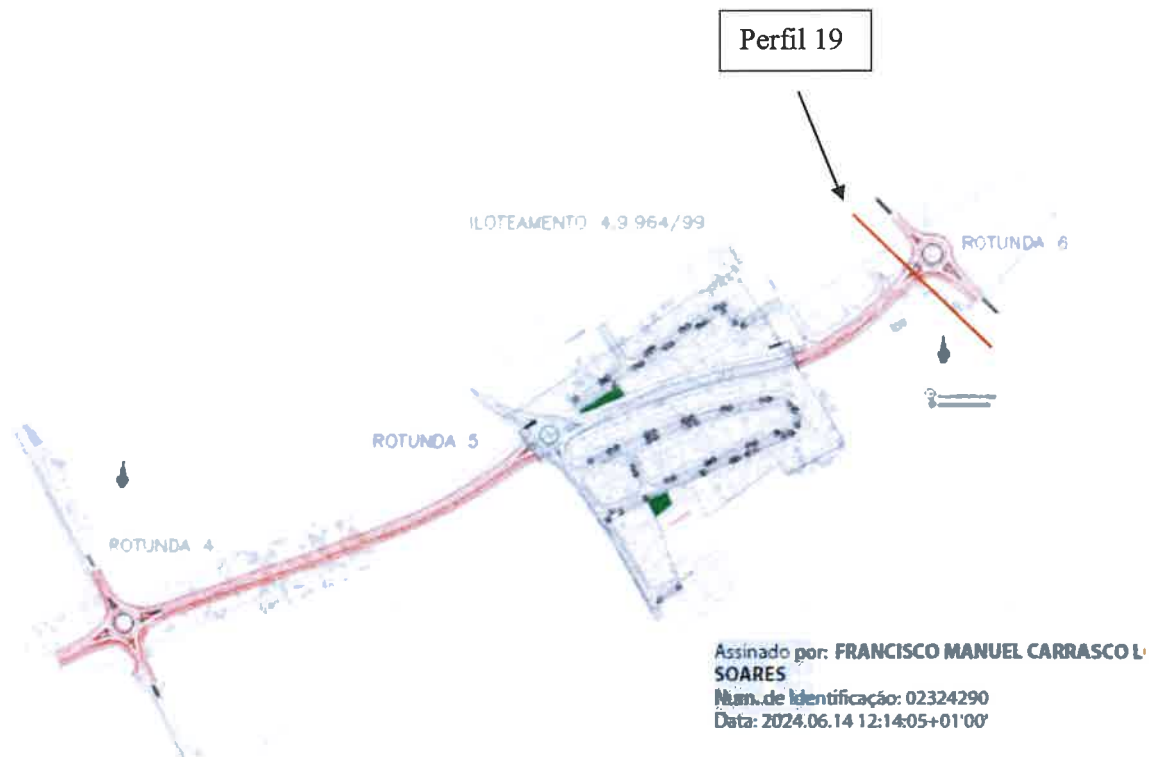 Perfil 19
ILOTEAMENTO 4.9 964/99
ROTUNDA 6
ROTUNDA 5
ROTUNDA 4
Assinado por: FRANCISCO MANUEL CARRASCO L
SOARES
Num. de Identificação: 02324290
Data: 2024.06.14 12:14:05+01'00'